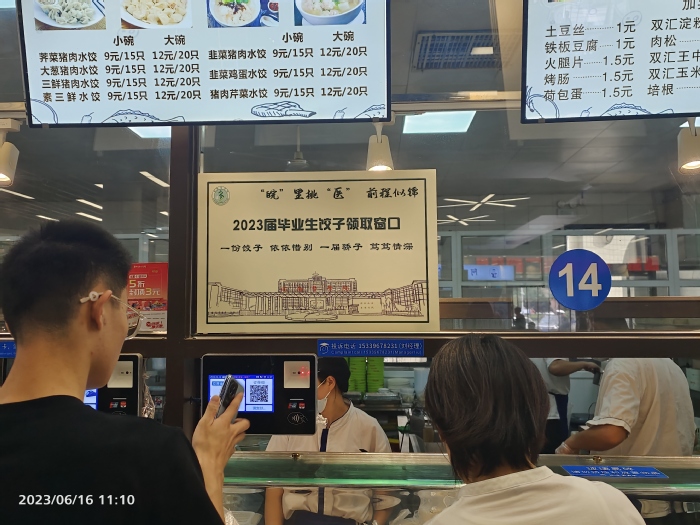 小碗 大碗 小碗 大碗
荠菜猪肉水饺 9元/15只 12元/20只 韭菜猪肉水饺 9元/15只 12元/20只
大葱猪肉水饺 9元/15只 12元/20只 韭菜鸡蛋水饺 9元/15只 12元/20只
三鲜猪肉水饺 9元/15只 12元/20只 猪肉芹菜水饺 9元/15只 12元/20只
素三鲜水饺 9元/15只 12元/20只
土豆丝 1元
铁板豆腐 1元
火腿片 1.5元
烤肠 1.5元
荷包蛋 1.5元
双汇淀粉
肉松
双汇王中
双汇玉米
培根
“皖”里挑“医” 前程似锦
2023届毕业生饺子领取窗口
一份饺子 依依惜别 一届骄子 笃笃情深
14
投诉电话 15339678231
2023/06/16 11:10